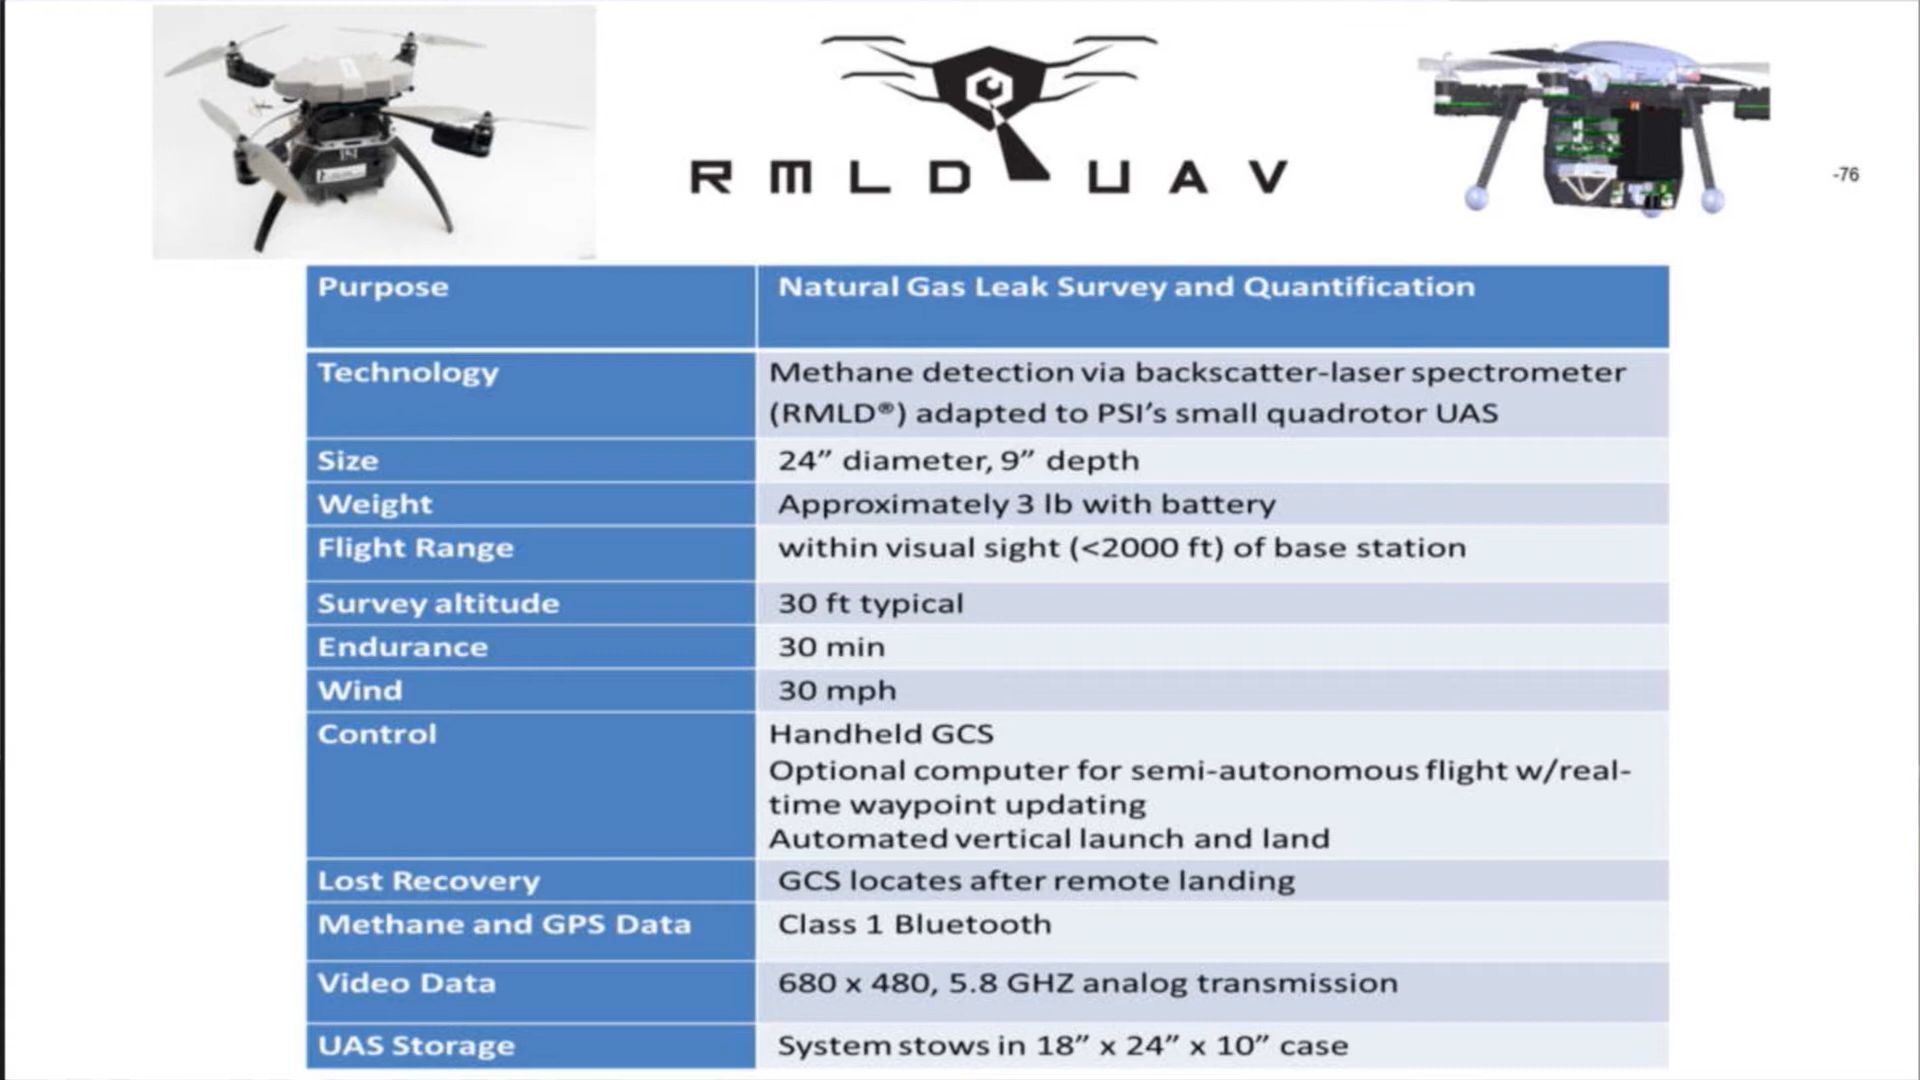 RMLD UAV
-76
Purpose
Natural Gas Leak Survey and Quantification
Technology
Methane detection via backscatter-laser spectrometer
(RMLD®) adapted to PSI's small quadrotor UAS
Size
24” diameter, 9” depth
Weight
Approximately 3 lb with battery
Flight Range
within visual sight (<2000 ft) of base station
Survey altitude
30 ft typical
Endurance
30 min
Wind
30 mph
Control
Handheld GCS
Optional computer for semi-autonomous flight w/real-
time waypoint updating
Automated vertical launch and land
Lost Recovery
GCS locates after remote landing
Methane and GPS Data
Class 1 Bluetooth
Video Data
680 x 480, 5.8 GHZ analog transmission
UAS Storage
System stows in 18” x 24” x 10” case